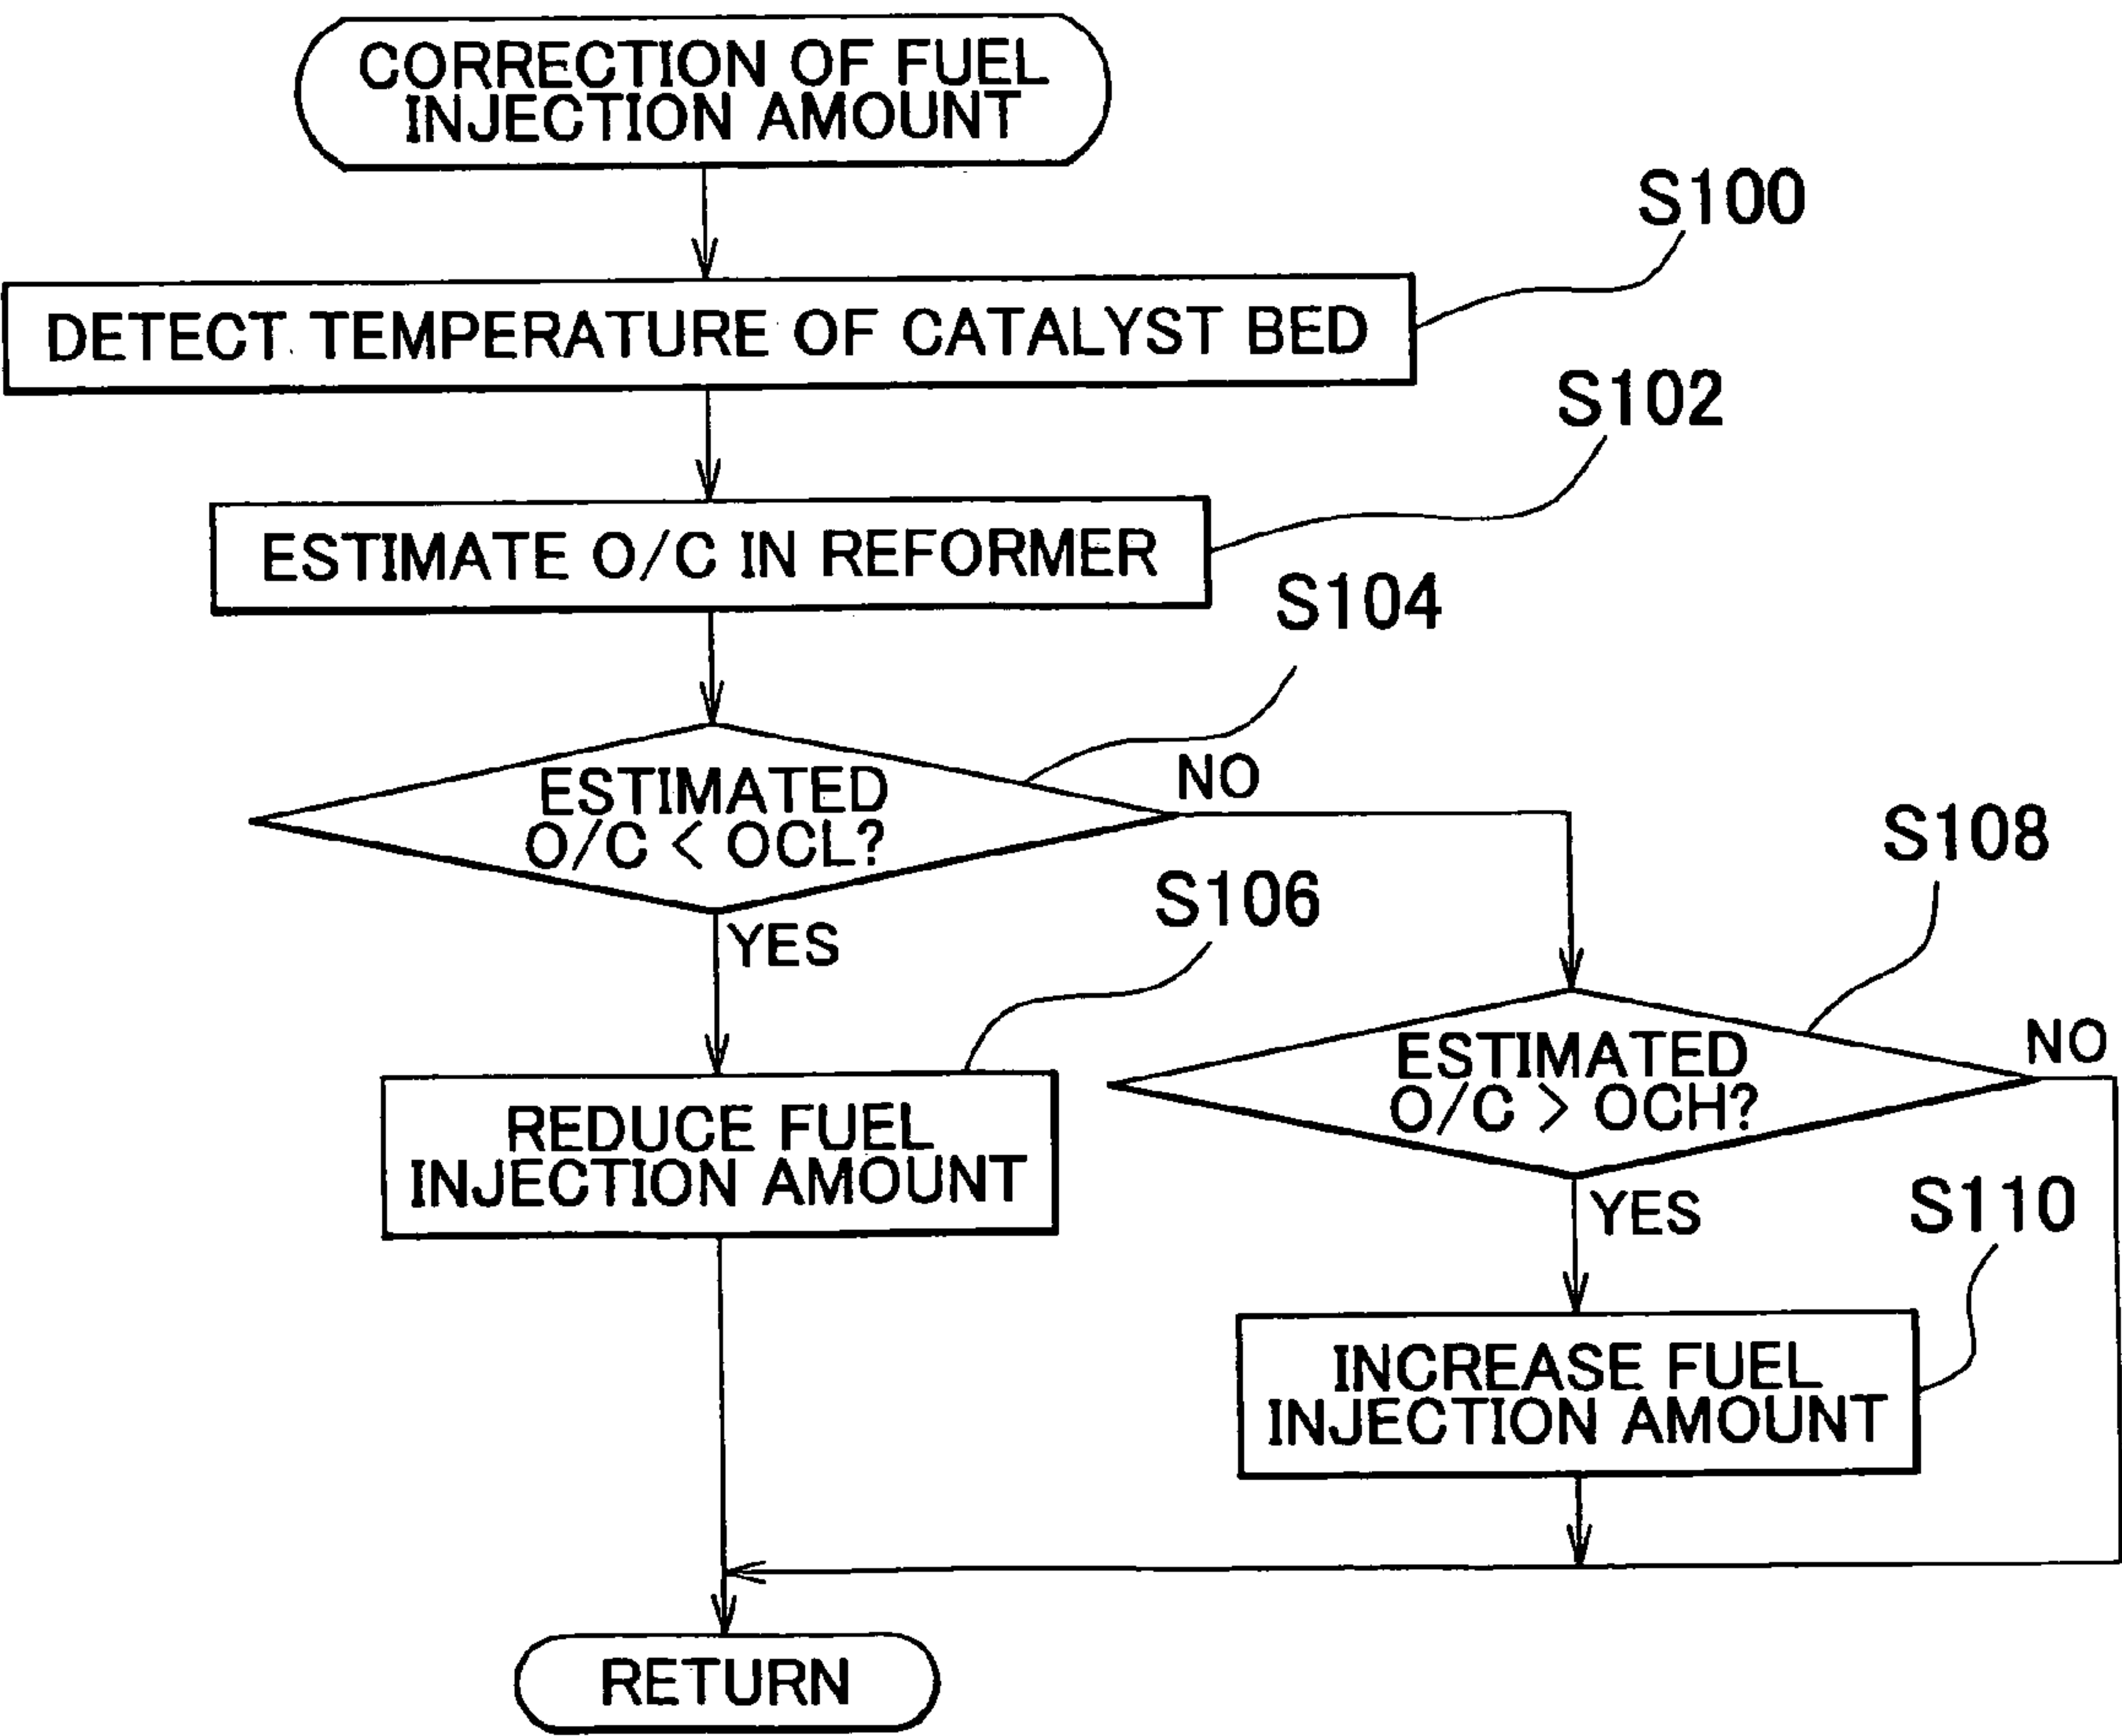 CORRECTION OF FUEL
INJECTION AMOUNT
S100
DETECT TEMPERATURE OF CATALYST BED
S102
ESTIMATE O/C IN REFORMER
S104
ESTIMATED
O/C < OCL?
NO
YES
S106
REDUCE FUEL
INJECTION AMOUNT
S108
ESTIMATED
O/C > OCH?
NO
YES
S110
INCREASE FUEL
INJECTION AMOUNT
RETURN